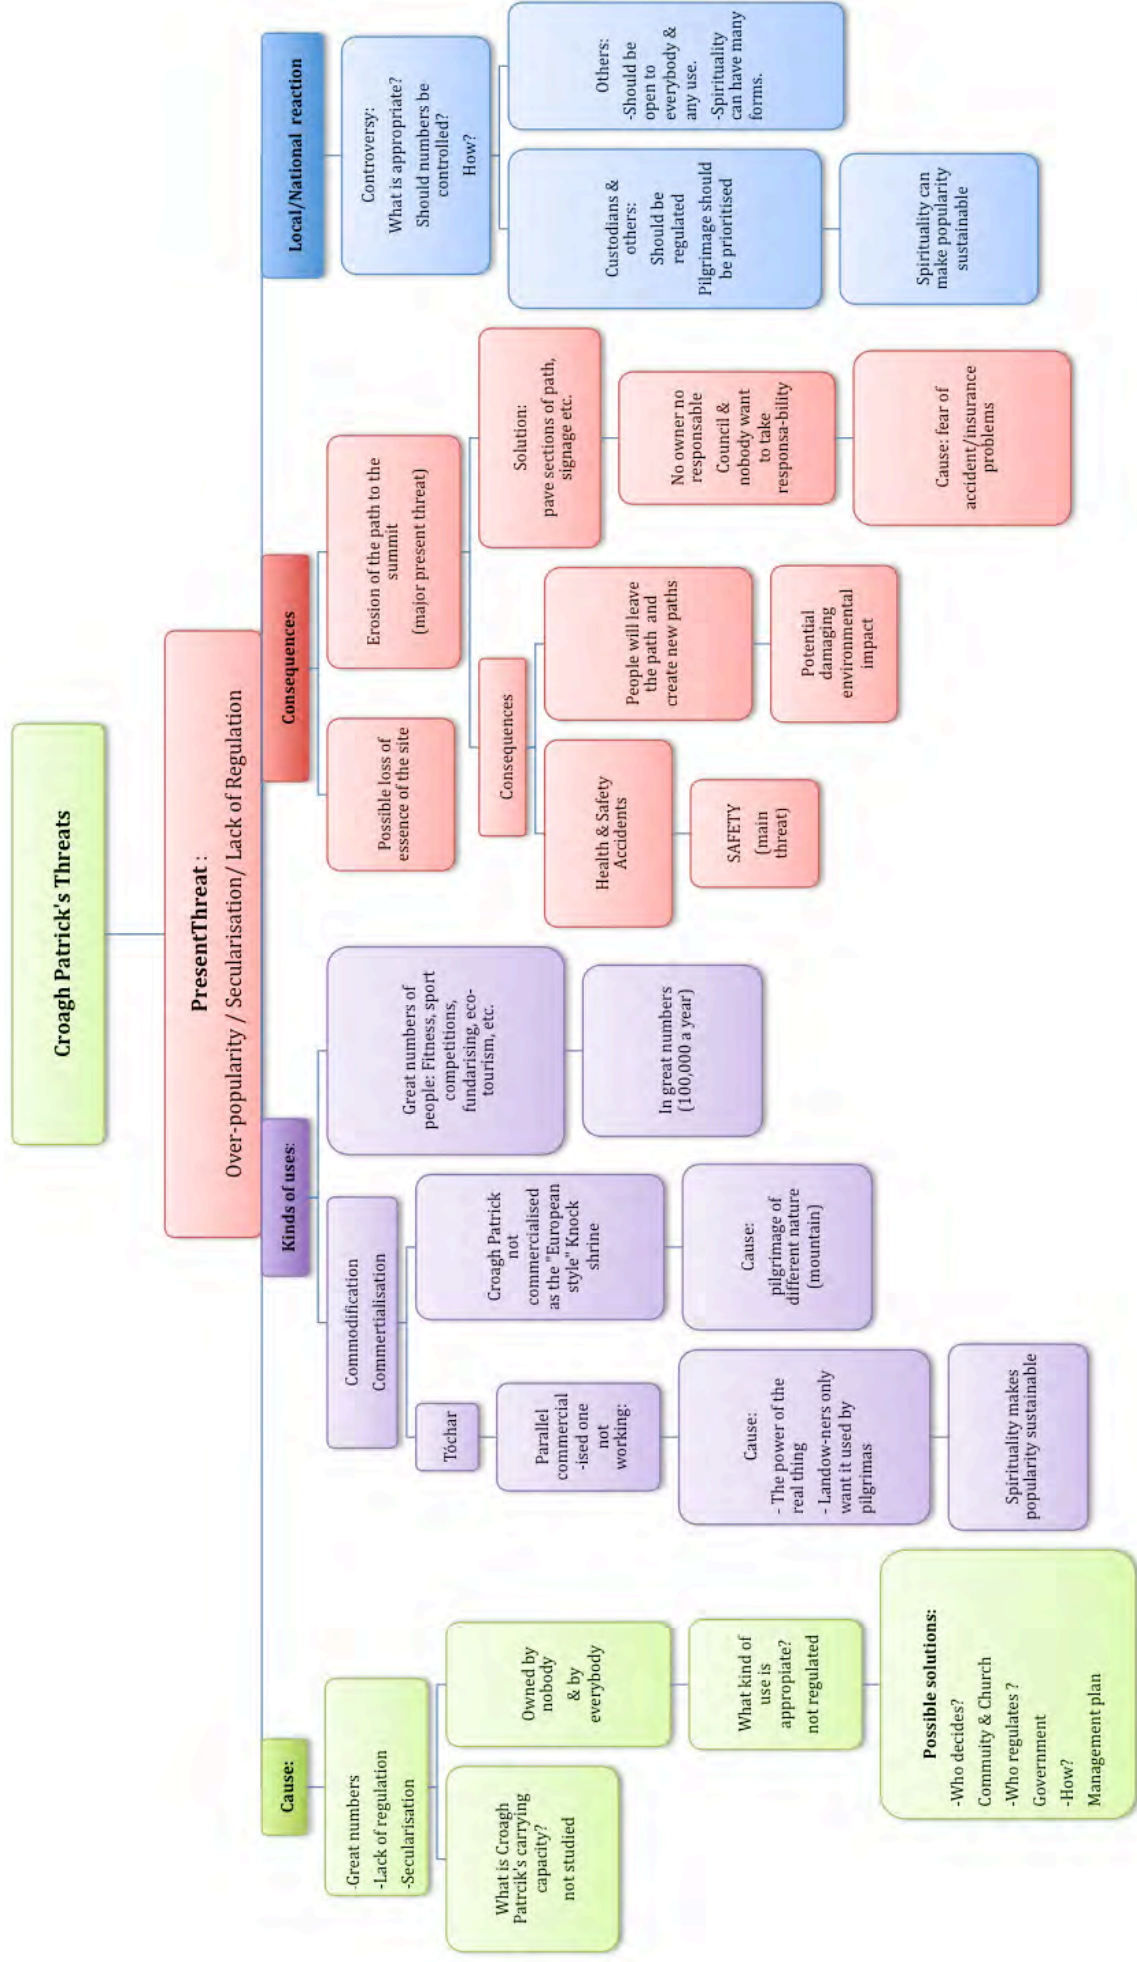 Croagh Patrick's Threats
PresentThreat :
Over-popularity / Secularisation/ Lack of Regulation
Cause:
-Great numbers
-Lack of regulation
-Secularisation
What is Croagh
Patrcik's carrying
capacity?
not studied
Owned by
nobody
& by
everybody
What kind of
use is
appropiate?
not regulated
Possible solutions:
-Who decides?
Commuity & Church
-Who regulates ?
Government
-How?
Management plan
Kinds of uses:
Commodification
Commertialisation
Tóchar
Parallel
commercial
-ised one
not
working:
Cause:
- The power of the
real thing
- Landow-ners only
want it used by
pilgrimas
Spirituality makes
popularity sustainable
Croagh Patrick
not
commercialised
as the "European
style" Knock
shrine
Cause:
pilgrimage of
different nature
(mountain)
Great numbers of
people: Fitness, sport
competitions,
fundarising, eco-
tourism, etc.
In great numbers
(100,000 a year)
Consequences
Possible loss of
essence of the site
Erosion of the path to the
summit
(major present threat)
Consequences
Health & Safety
Accidents
SAFETY
(main
threat)
People will leave
the path and
create new paths
Potential
damaging
environmental
impact
Solution:
pave sections of path,
signage etc.
No owner no
responsable
Council &
nobody want
to take
responsa-bility
Cause: fear of
accident/insurance
problems
Local/National reaction
Controversy:
What is appropriate?
Should numbers be
controlled?
How?
Custodians &
others:
Should be
regulated
Pilgrimage should
be prioritised
Spirituality can
make popularity
sustainable
Others:
-Should be
open to
everybody &
any use.
-Spirituality
can have many
forms.